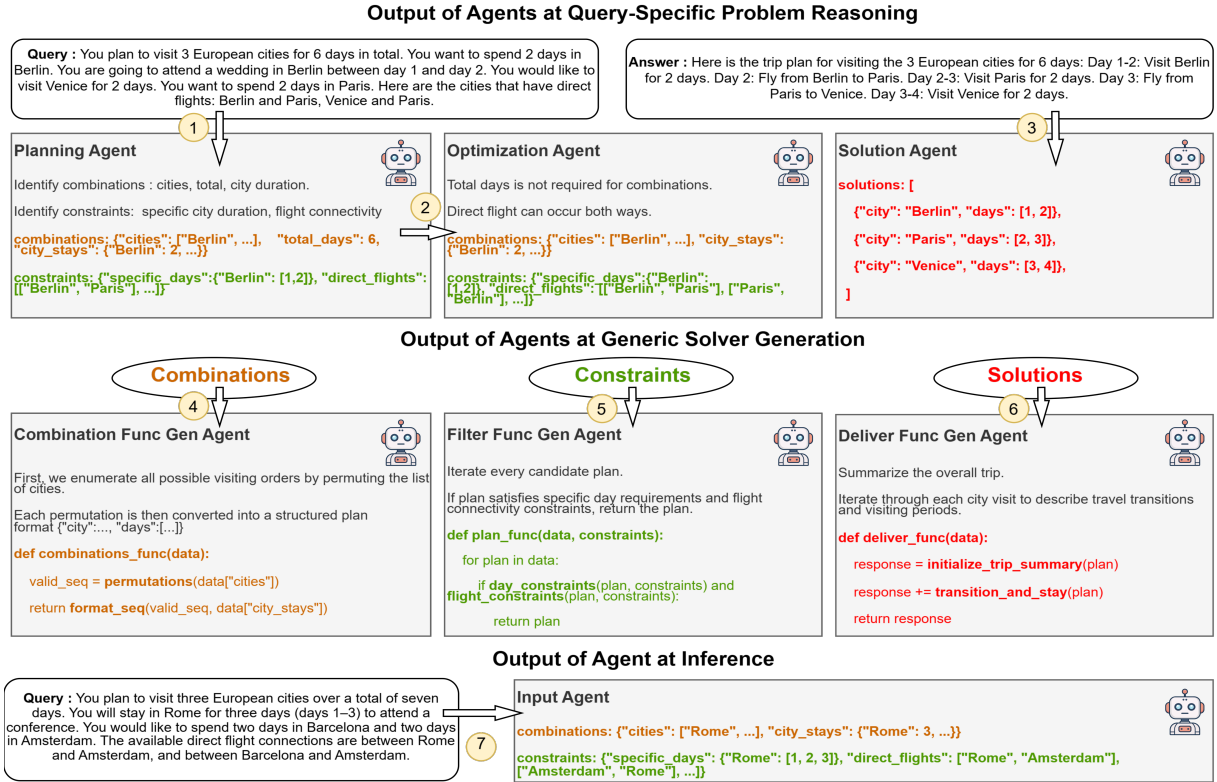 Output of Agents at Query-Specific Problem Reasoning
Query : You plan to visit 3 European cities for 6 days in total. You want to spend 2 days in
Berlin. You are going to attend a wedding in Berlin between day 1 and day 2. You would like to
visit Venice for 2 days. You want to spend 2 days in Paris. Here are the cities that have direct
flights: Berlin and Paris, Venice and Paris.
Answer : Here is the trip plan for visiting the 3 European cities for 6 days: Day 1-2: Visit Berlin
for 2 days. Day 2: Fly from Berlin to Paris. Day 2-3: Visit Paris for 2 days. Day 3: Fly from
Paris to Venice. Day 3-4: Visit Venice for 2 days.
1
Planning Agent
Identify combinations : cities, total, city duration.
Identify constraints: specific city duration, flight connectivity
combinations: {"cities": ["Berlin", ...], "total_days": 6,
"city_stays": {"Berlin": 2, ...}}
constraints: {"specific_days":{"Berlin": [1,2]}, "direct_flights":
[["Berlin", "Paris"], ...]}
2
Optimization Agent
Total days is not required for combinations.
Direct flight can occur both ways.
combinations: {"cities": ["Berlin", ...], "city_stays":
{"Berlin": 2, ...}}
constraints: {"specific_days":{"Berlin":
[1,2]}, "direct_flights": [["Berlin", "Paris"], ["Paris",
"Berlin"], ...]}
3
Solution Agent
solutions: [
{"city": "Berlin", "days": [1, 2]},
{"city": "Paris", "days": [2, 3]},
{"city": "Venice", "days": [3, 4]},
]
Output of Agents at Generic Solver Generation
Combinations
4
Combination Func Gen Agent
First, we enumerate all possible visiting orders by permuting the list
of cities.
Each permutation is then converted into a structured plan
format {"city":..., "days":[...]}
def combinations_func(data):
valid_seq = permutations(data["cities"])
return format_seq(valid_seq, data["city_stays"])
Constraints
5
Filter Func Gen Agent
Iterate every candidate plan.
If plan satisfies specific day requirements and flight
connectivity constraints, return the plan.
def plan_func(data, constraints):
for plan in data:
if day_constraints(plan, constraints) and
flight_constraints(plan, constraints):
return plan
Solutions
6
Deliver Func Gen Agent
Summarize the overall trip.
Iterate through each city visit to describe travel transitions
and visiting periods.
def deliver_func(data):
response = initialize_trip_summary(plan)
response += transition_and_stay(plan)
return response
Output of Agent at Inference
Query : You plan to visit three European cities over a total of seven
days. You will stay in Rome for three days (days 1–3) to attend a
conference. You would like to spend two days in Barcelona and two days
in Amsterdam. The available direct flight connections are between Rome
and Amsterdam, and between Barcelona and Amsterdam.
7
Input Agent
combinations: {"cities": ["Rome", ...], "city_stays": {"Rome": 3, ...}}
constraints: {"specific_days": {"Rome": [1, 2, 3]}, "direct_flights": ["Rome", "Amsterdam"],
["Amsterdam", "Rome"], ...]}